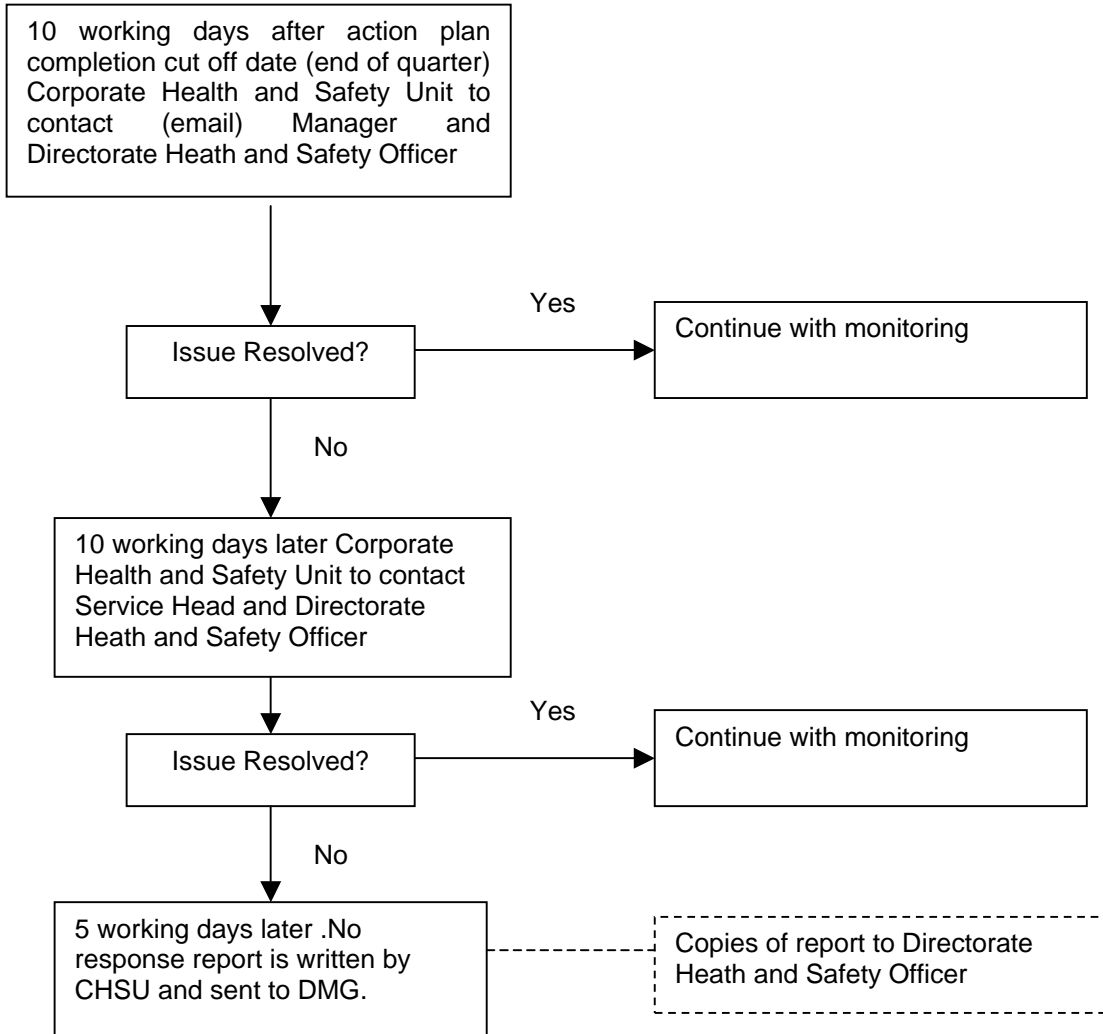 10 working days after action plan
completion cut off date (end of quarter)
Corporate Health and Safety Unit to
contact (email) Manager and
Directorate Heath and Safety Officer
Yes
Issue Resolved?
Continue with monitoring
No
10 working days later Corporate
Health and Safety Unit to contact
Service Head and Directorate
Heath and Safety Officer
Yes
Issue Resolved?
Continue with monitoring
No
5 working days later .No
response report is written by
CHSU and sent to DMG.
Copies of report to Directorate
Heath and Safety Officer